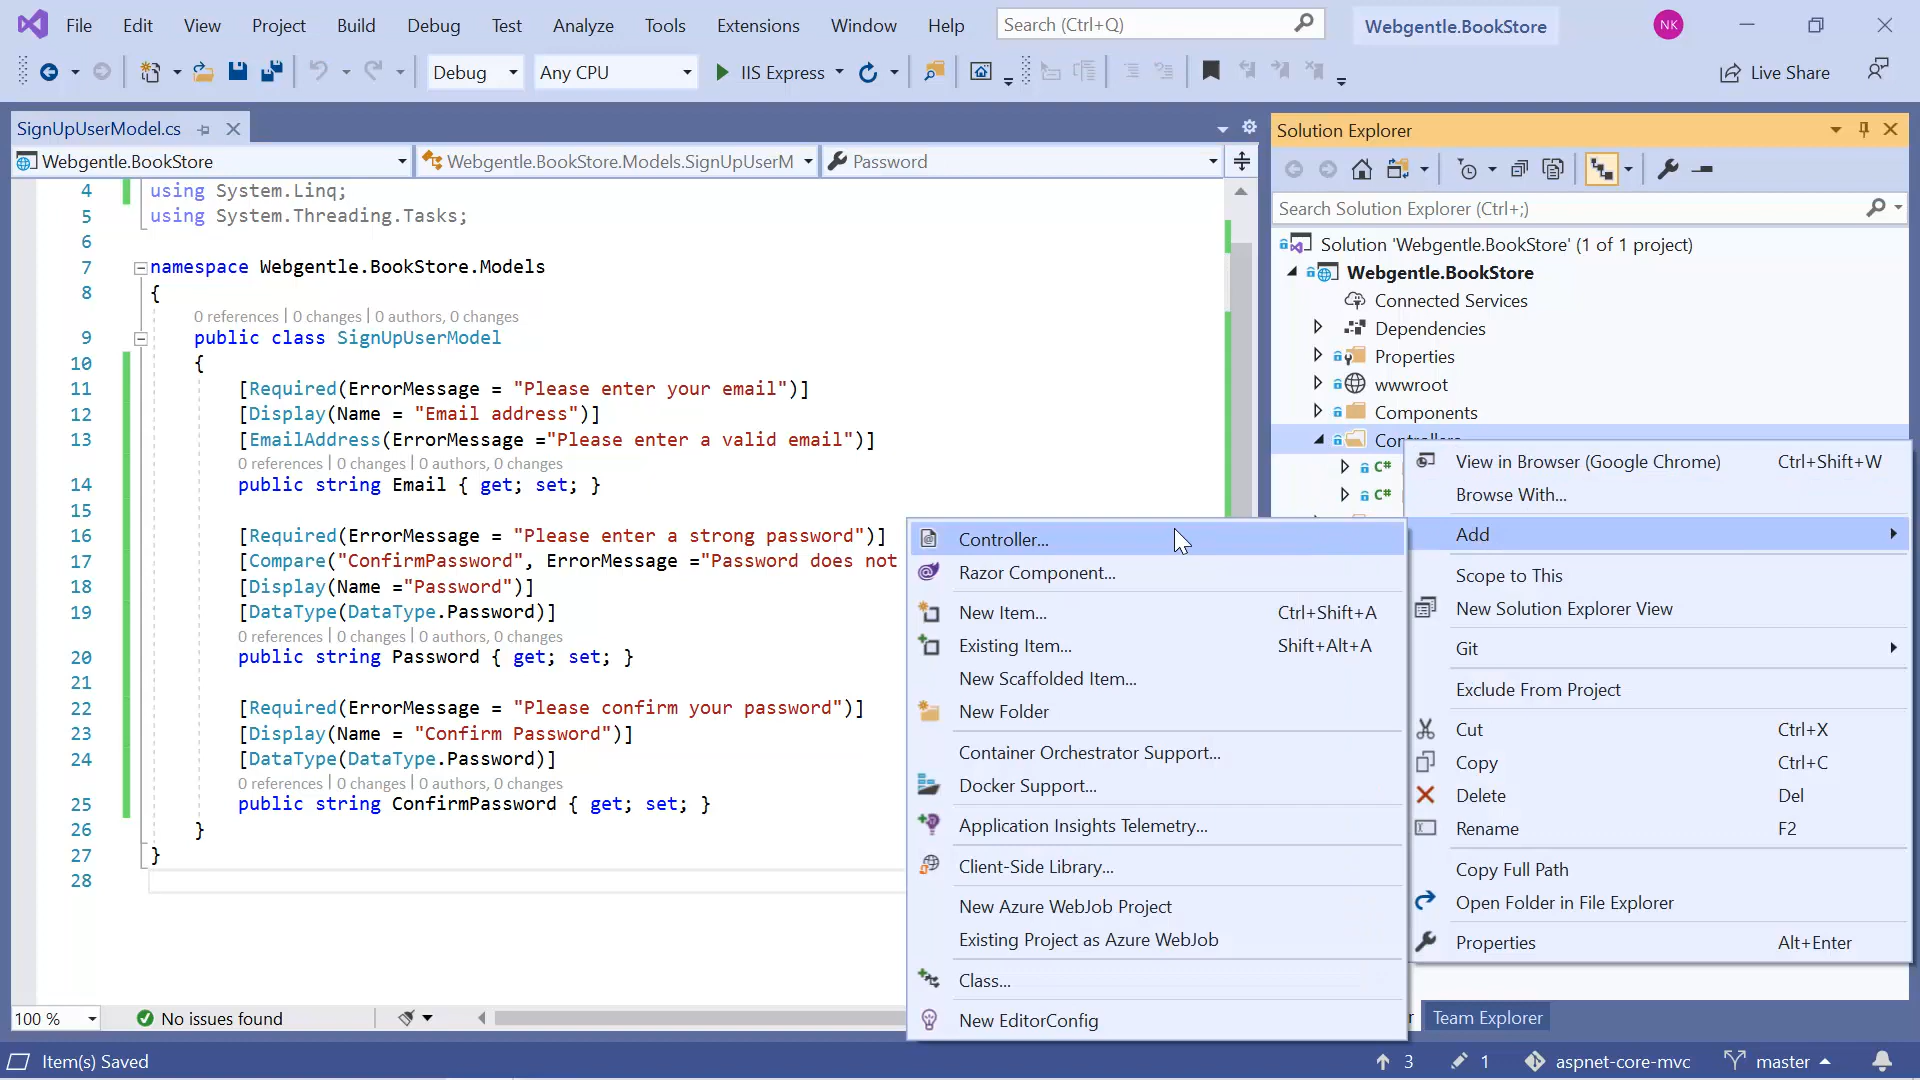 File Edit View Project Build Debug Test Analyze Tools Extensions Window Help Search (Ctrl+Q) Webgentle.BookStore NK
Debug Any CPU IIS Express Live Share
SignUpUserModel.cs
Webgentle.BookStore Webgentle.BookStore.Models.SignUpUserM Password
4 using System.Linq;
5 using System.Threading.Tasks;
6
7 namespace Webgentle.BookStore.Models
8 {
0 references | 0 changes | 0 authors, 0 changes
9 public class SignUpUserModel
10 {
11 [Required(ErrorMessage = "Please enter your email")]
12 [Display(Name = "Email address")]
13 [EmailAddress(ErrorMessage ="Please enter a valid email")]
0 references | 0 changes | 0 authors, 0 changes
14 public string Email { get; set; }
15
16 [Required(ErrorMessage = "Please enter a strong password")]
17 [Compare("ConfirmPassword", ErrorMessage ="Password does not
18 [Display(Name ="Password")]
19 [DataType(DataType.Password)]
0 references | 0 changes | 0 authors, 0 changes
20 public string Password { get; set; }
21
22 [Required(ErrorMessage = "Please confirm your password")]
23 [Display(Name = "Confirm Password")]
24 [DataType(DataType.Password)]
0 references | 0 changes | 0 authors, 0 changes
25 public string ConfirmPassword { get; set; }
26 }
27 }
28
100 % No issues found
Solution Explorer
Search Solution Explorer (Ctrl+;)
Solution 'Webgentle.BookStore' (1 of 1 project)
Webgentle.BookStore
Connected Services
Dependencies
Properties
wwwroot
Components
C#
C#
View in Browser (Google Chrome) Ctrl+Shift+W
Browse With...
Add
Scope to This
New Solution Explorer View
Git
Exclude From Project
Cut Ctrl+X
Copy Ctrl+C
Delete Del
Rename F2
Copy Full Path
Open Folder in File Explorer
Properties Alt+Enter
Controller...
Razor Component...
New Item... Ctrl+Shift+A
Existing Item... Shift+Alt+A
New Scaffolded Item...
New Folder
Container Orchestrator Support...
Docker Support...
Application Insights Telemetry...
Client-Side Library...
New Azure WebJob Project
Existing Project as Azure WebJob
Class...
New EditorConfig
Team Explorer
Item(s) Saved 3 1 aspnet-core-mvc master